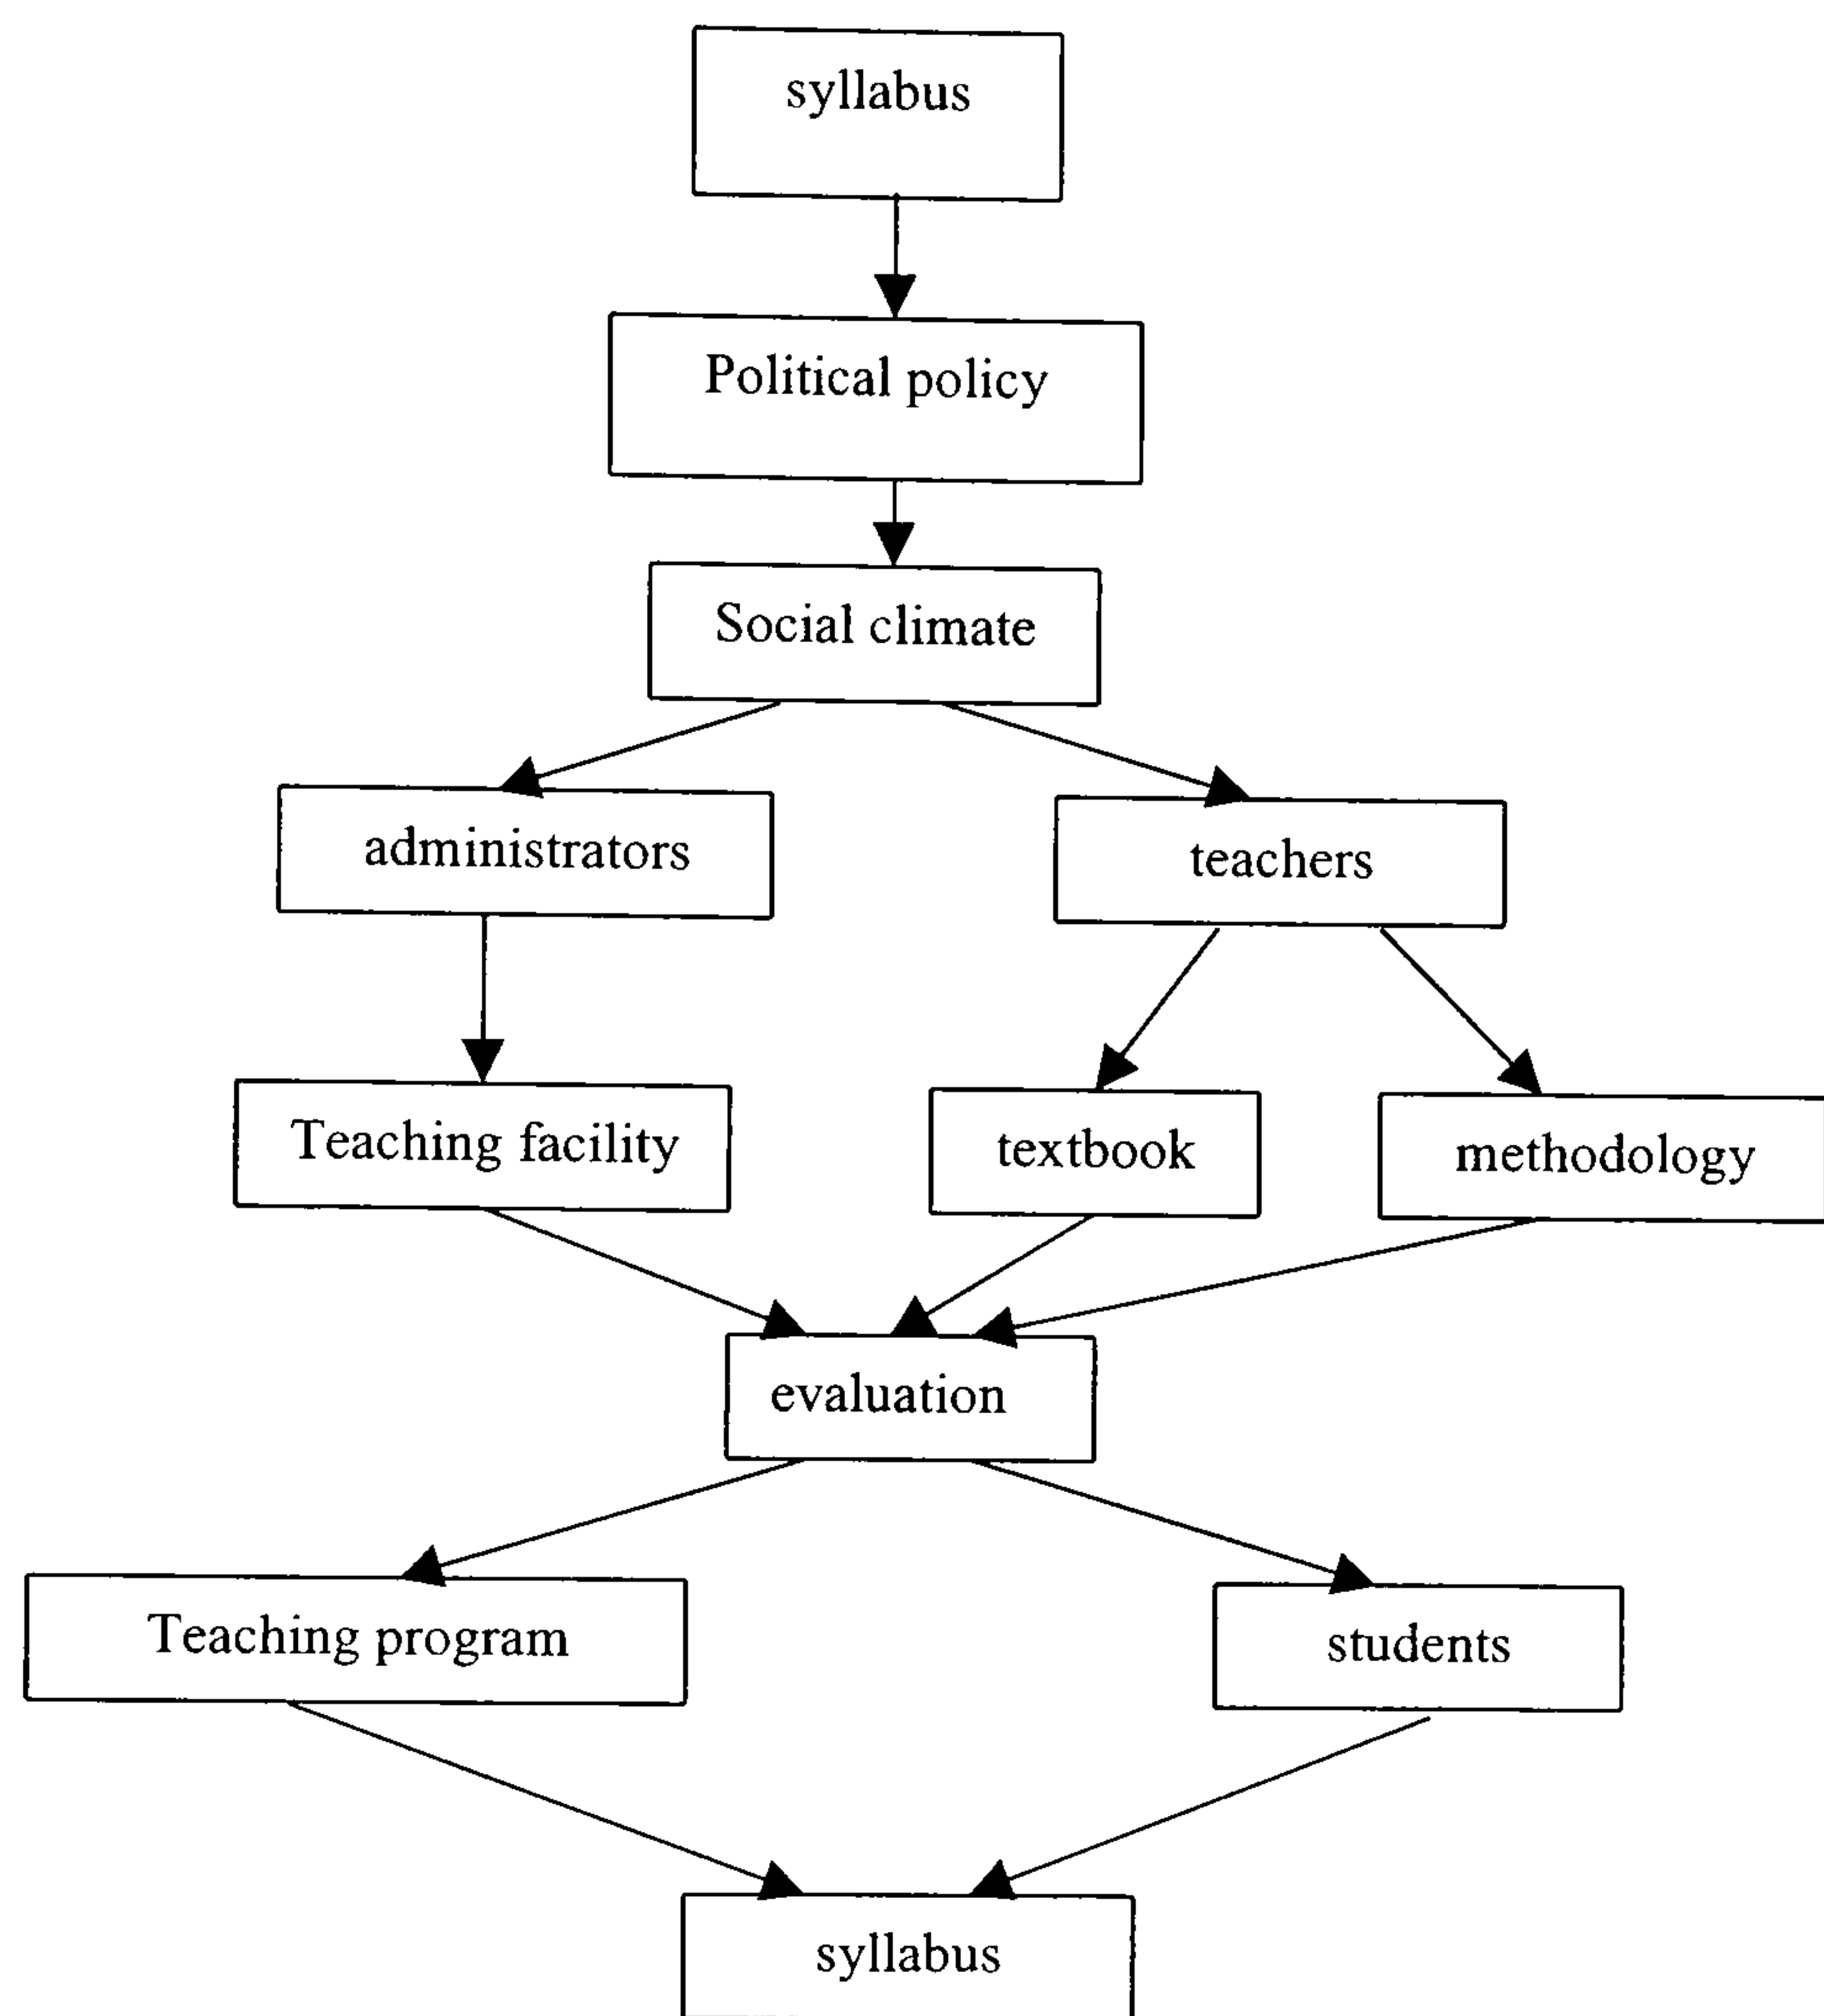 syllabus
Political policy
Social climate
administrators
teachers
Teaching facility
textbook
methodology
evaluation
Teaching program
students
syllabus